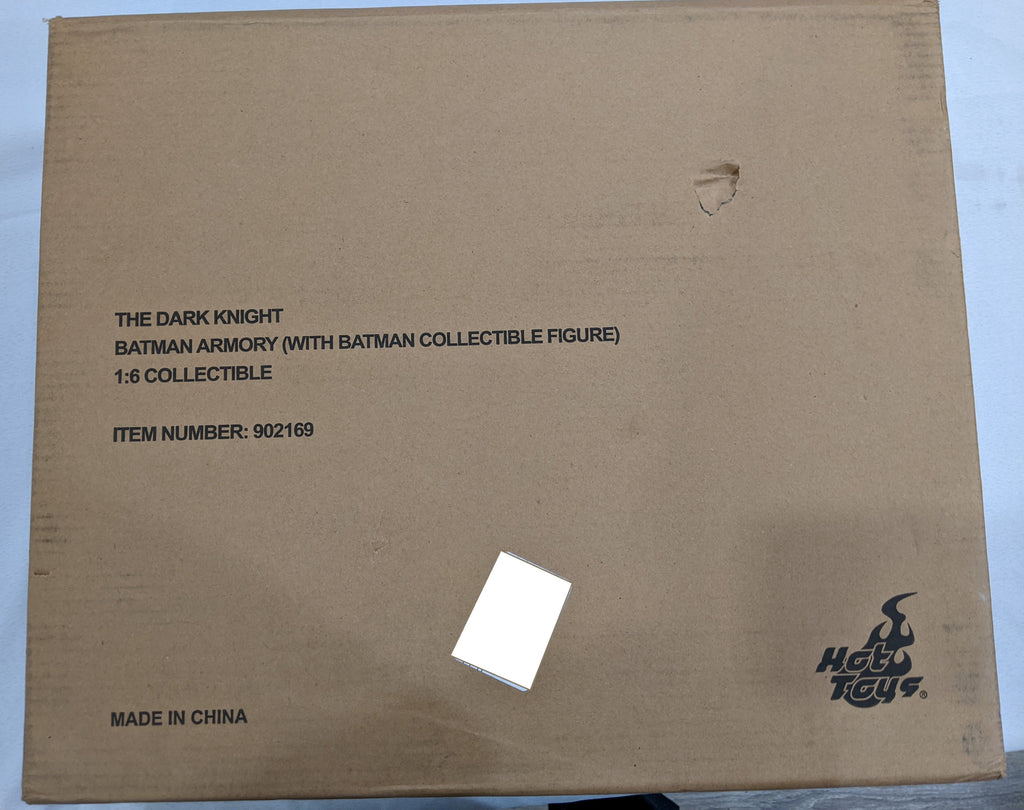 THE DARK KNIGHT
BATMAN ARMORY (WITH BATMAN COLLECTIBLE FIGURE)
1:6 COLLECTIBLE
ITEM NUMBER: 902169
Hot
Toys®
MADE IN CHINA